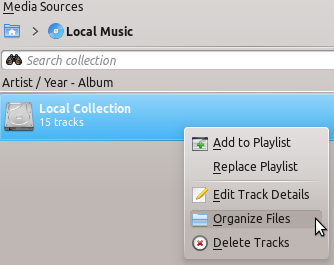 Media Sources
Local Music
Search collection
Artist / Year - Album
Local Collection
15 tracks
Add to Playlist
Replace Playlist
Edit Track Details
Organize Files
Delete Tracks